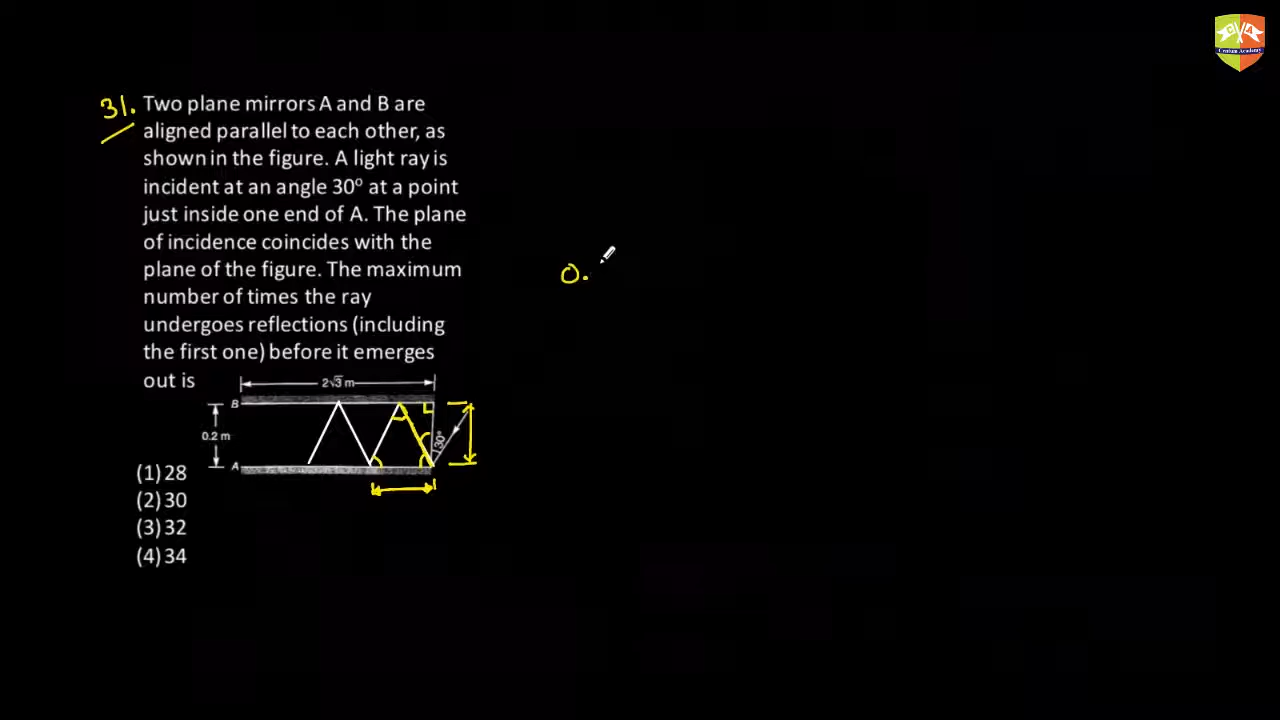 Centum Academy
31. Two plane mirrors A and B are
aligned parallel to each other, as
shown in the figure. A light ray is
incident at an angle 30° at a point
just inside one end of A. The plane
of incidence coincides with the
plane of the figure. The maximum
number of times the ray
undergoes reflections (including
the first one) before it emerges
out is
0.
2√3 m
B
0.2 m
30°
A
(1) 28
(2) 30
(3) 32
(4) 34